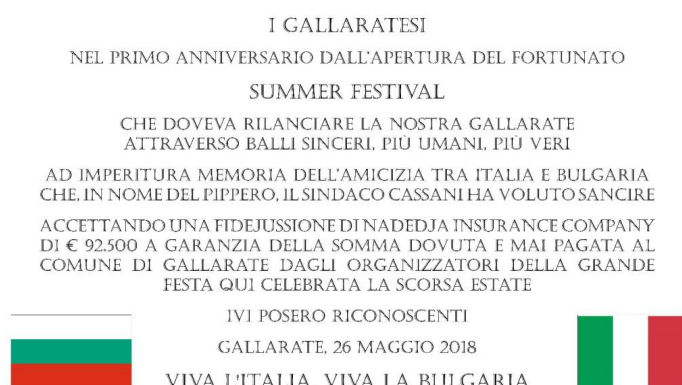 I GALLARATESI
NEL PRIMO ANNIVERSARIO DALL'APERTURA DEL FORTUNATO
SUMMER FESTIVAL
CHE DOVEVA RILANCIARE LA NOSTRA GALLARATE
ATTRAVERSO BALLI SINCERI, PIÙ UMANI, PIÙ VERI
AD IMPERITURA MEMORIA DELL'AMICIZIA TRA ITALIA E BULGARIA
CHE, IN NOME DEL PIPPERO, IL SINDACO CASSANI HA VOLUTO SANCIRE
ACCETTANDO UNA FIDEJUSSIONE DI NADEDJA INSURANCE COMPANY
DI € 92.500 A GARANZIA DELLA SOMMA DOVUTA E MAI PAGATA AL
COMUNE DI GALLARATE DAGLI ORGANIZZATORI DELLA GRANDE
FESTA QUI CELEBRATA LA SCORSA ESTATE
IVI POSERO RICONOSCENTI
GALLARATE, 26 MAGGIO 2018
VIVA L'ITALIA, VIVA LA BULGARIA